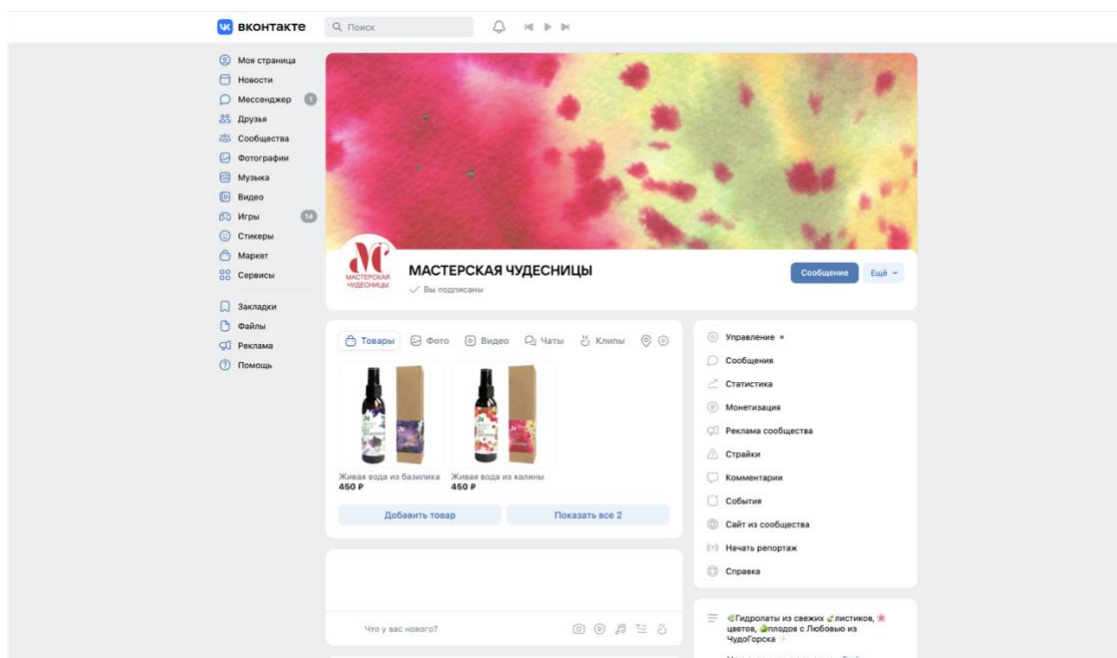 вконтакте
Поиск
Моя страница
Новости
Мессенджер 1
Друзья
Сообщества
Фотографии
Музыка
Видео
Игры 14
Стикеры
Маркет
Сервисы
Закладки
Файлы
Реклама
Помощь
МС
МАСТЕРСКАЯ
ЧУДЕСНИЦЫ
МАСТЕРСКАЯ ЧУДЕСНИЦЫ
Вы подписаны
Сообщение
Ещё
Товары Фото Видео Чаты Клипы
Живая вода из базилика
450 ₽
Живая вода из калины
450 ₽
Добавить товар
Показать все 2
Что у вас нового?
Управление
Сообщения
Статистика
Монетизация
Реклама сообщества
Страйки
Комментарии
События
Сайт из сообщества
Начать репортаж
Справка
Гидролаты из свежих листиков,
цветов, плодов с Любовью из
ЧудоГорска